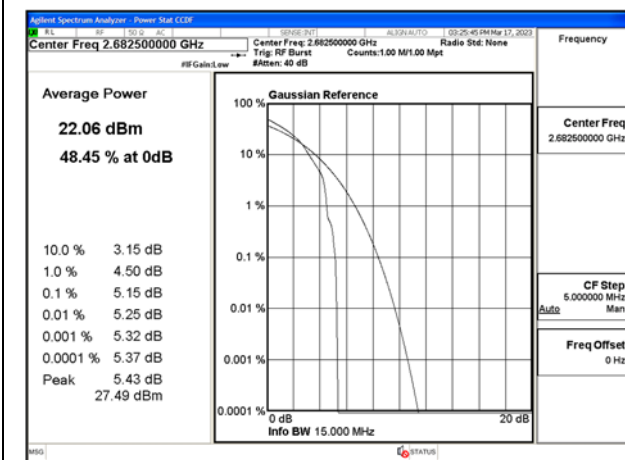 Agilent Spectrum Analyzer - Power Stat CCDF
RL RF 50 Ω AC SENSE:INT ALIGN AUTO 03:25:45 PM Mar 17, 2023
Center Freq 2.682500000 GHz
Center Freq: 2.682500000 GHz Radio Std: None
Trig: RF Burst Counts:1.00 M/1.00 Mpt
#IFGain:Low #Atten: 40 dB
Frequency
Average Power
22.06 dBm
48.45 % at 0dB
10.0 % 3.15 dB
1.0 % 4.50 dB
0.1 % 5.15 dB
0.01 % 5.25 dB
0.001 % 5.32 dB
0.0001 % 5.37 dB
Peak 5.43 dB
27.49 dBm
Gaussian Reference
100 %
10 %
1 %
0.1 %
0.01 %
0.001 %
0.0001 %
0 dB 20 dB
Info BW 15.000 MHz
Center Freq
2.682500000 GHz
CF Step
5.000000 MHz
Auto Man
Freq Offset
0 Hz
MSG STATUS